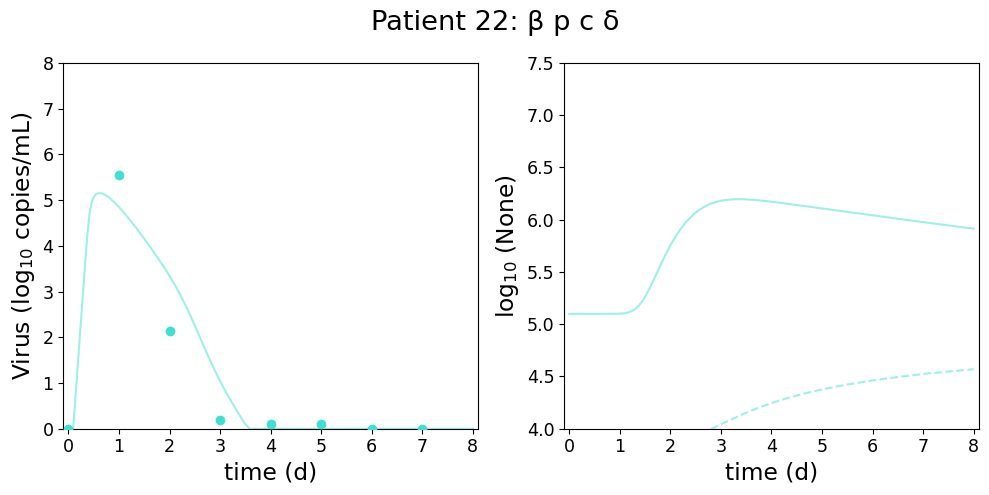 Patient 22: β p c δ
Virus (log₁₀ copies/mL)
8
7
6
5
4
3
2
1
0
0 1 2 3 4 5 6 7 8
time (d)
log₁₀ (None)
7.5
7.0
6.5
6.0
5.5
5.0
4.5
4.0
0 1 2 3 4 5 6 7 8
time (d)